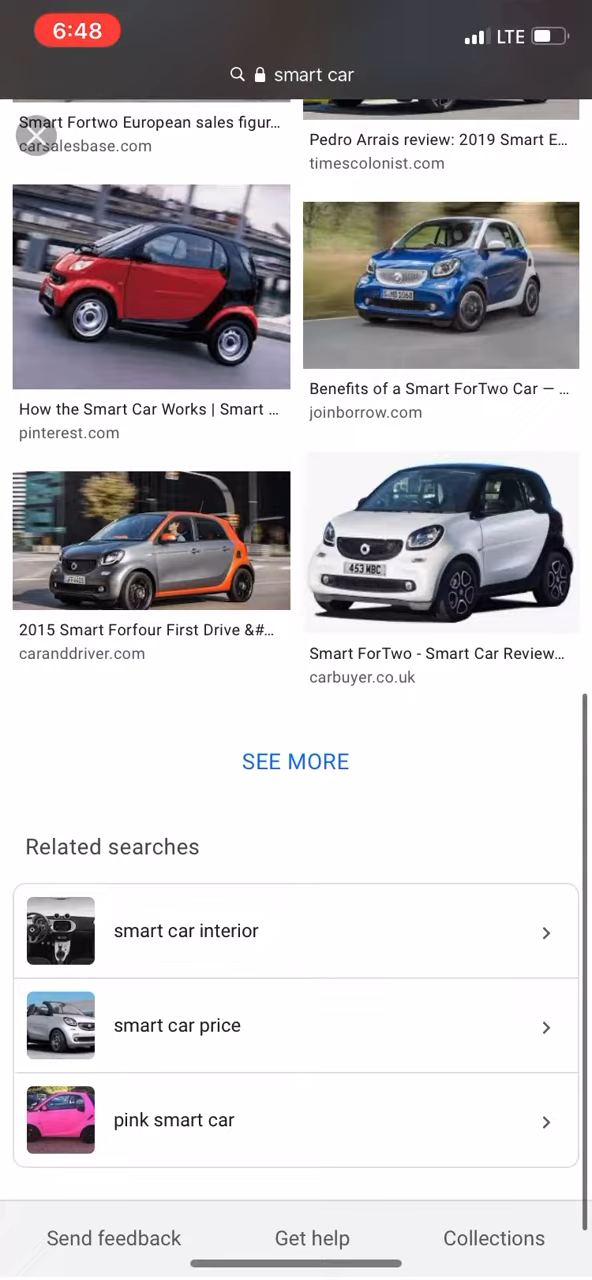 6:48
LTE
smart car
Smart Fortwo European sales figur...
carsalesbase.com
Pedro Arrais review: 2019 Smart E...
timescolonist.com
How the Smart Car Works | Smart ...
pinterest.com
Benefits of a Smart ForTwo Car — ...
joinborrow.com
2015 Smart Forfour First Drive &#...
caranddriver.com
453 MBC
Smart ForTwo - Smart Car Review...
carbuyer.co.uk
SEE MORE
Related searches
smart car interior
smart car price
pink smart car
Send feedback
Get help
Collections